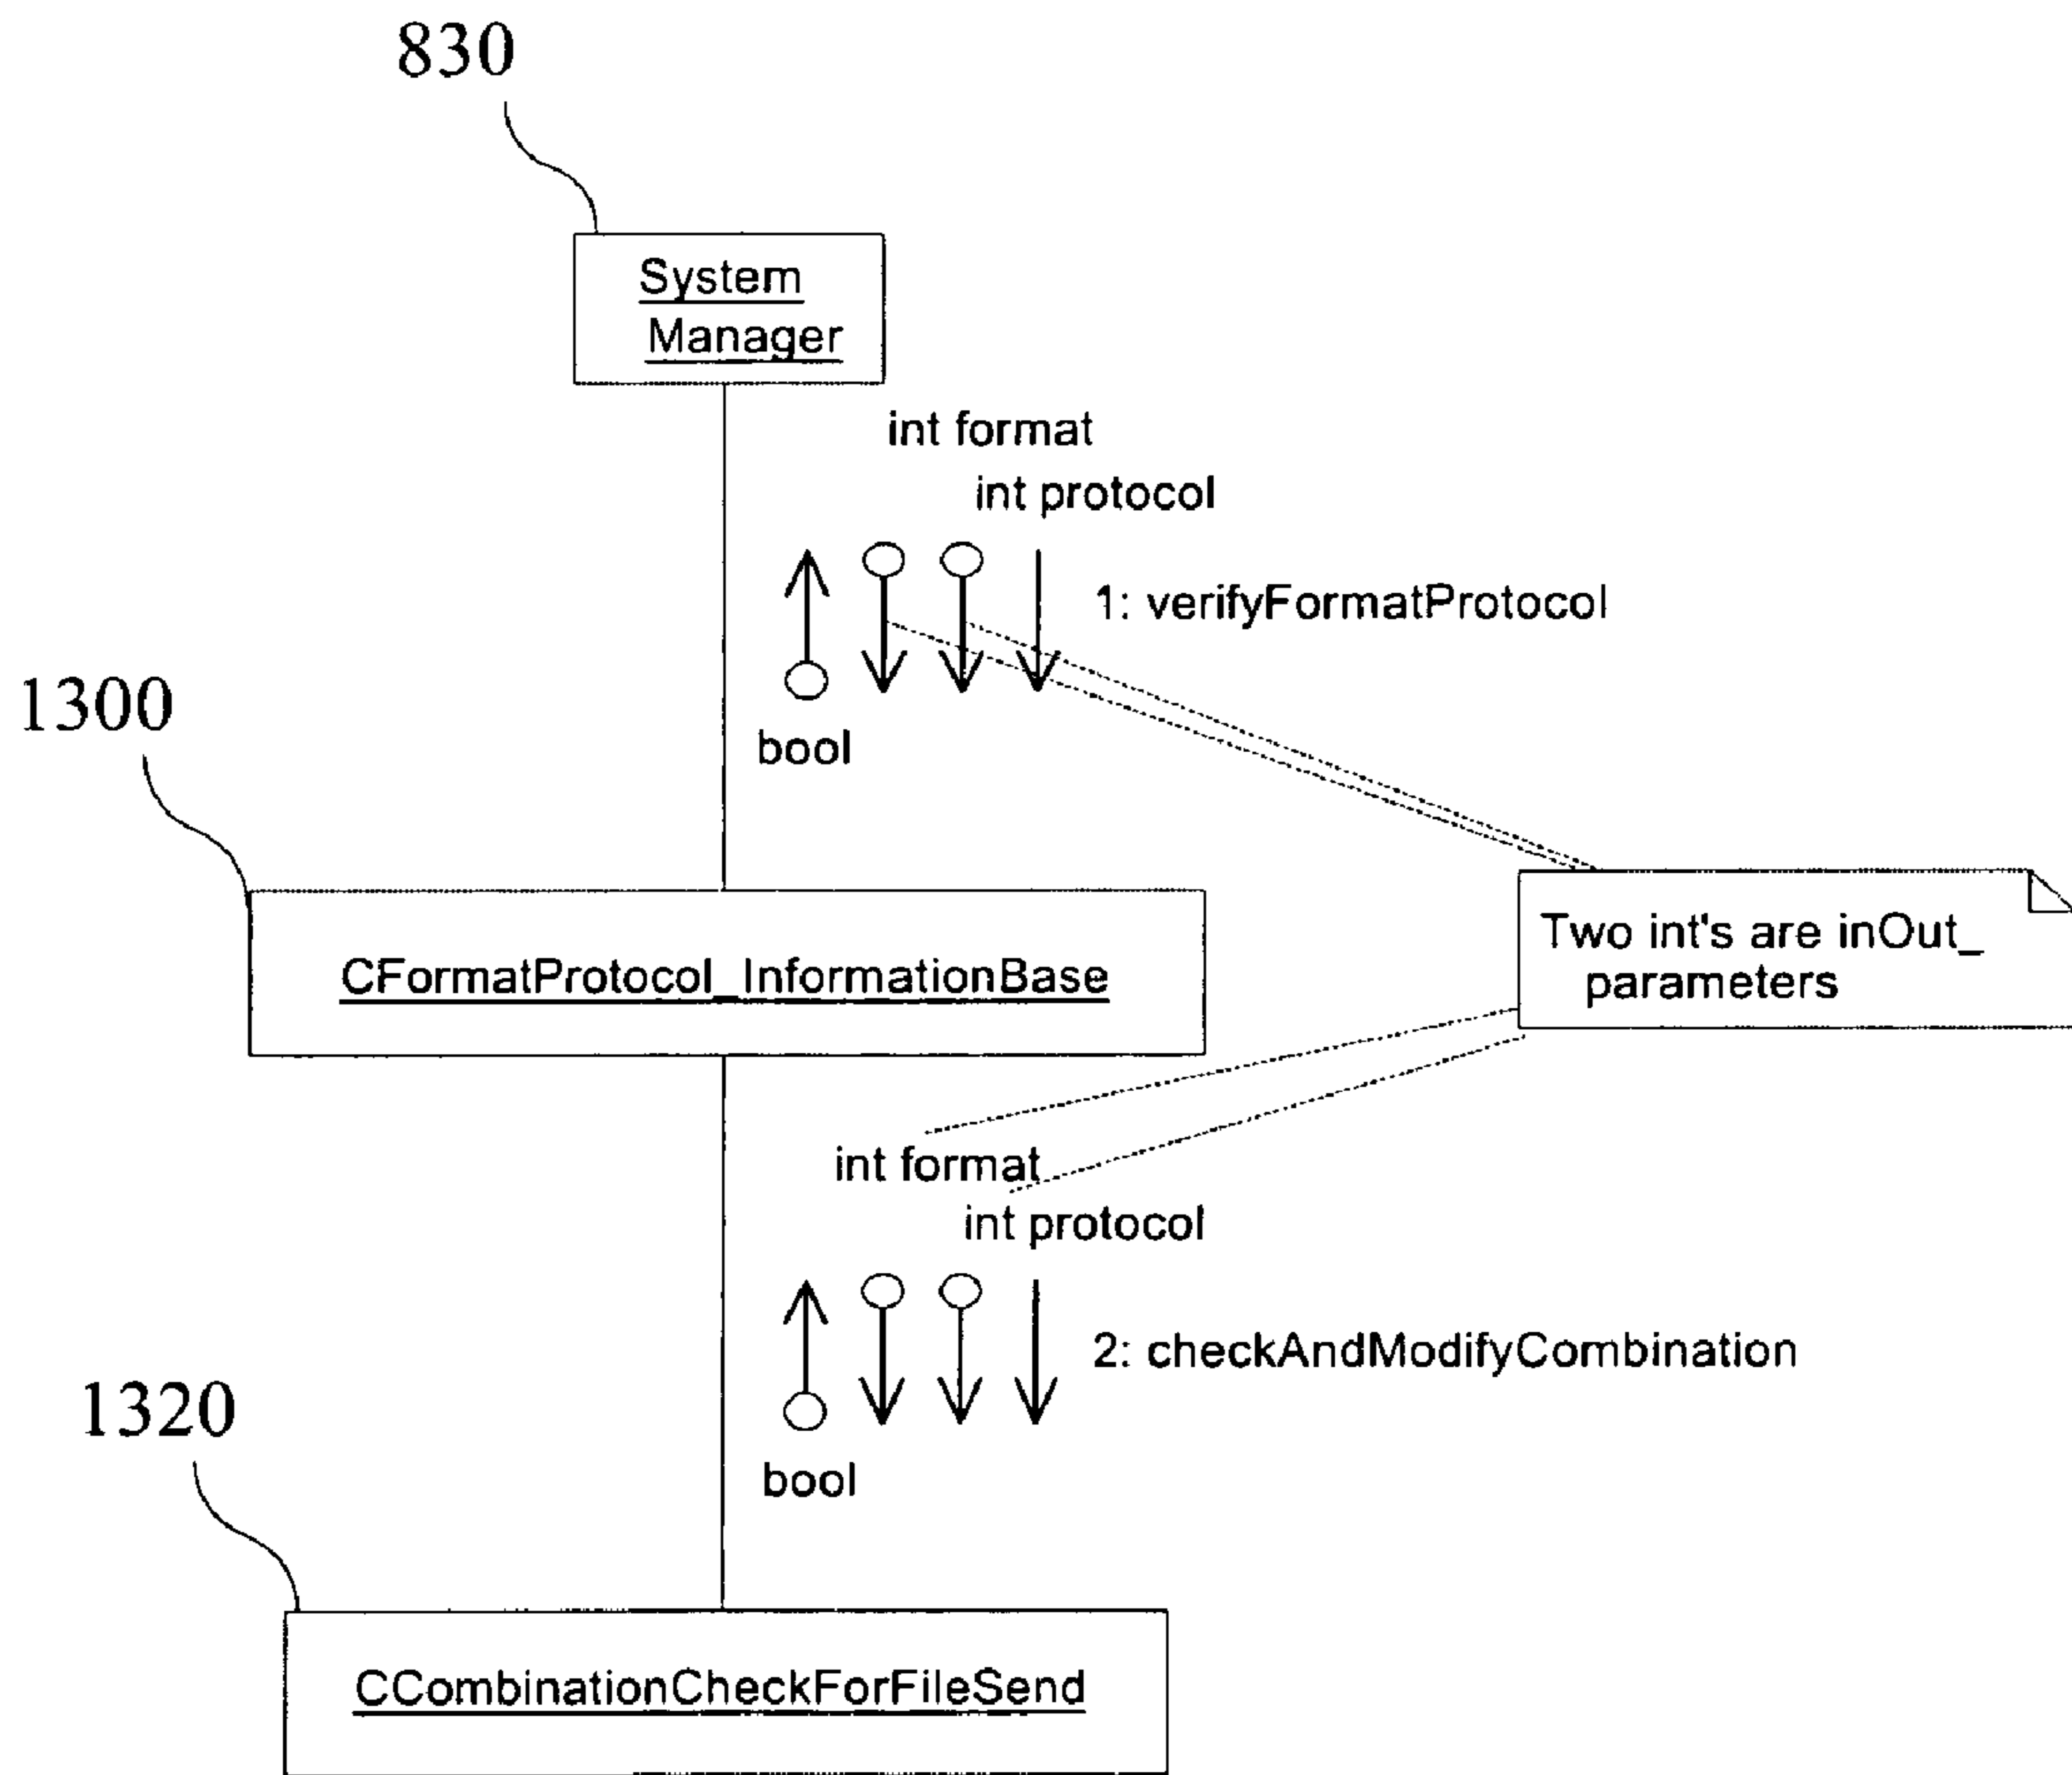 830
System
Manager
int format
int protocol
1: verifyFormatProtocol
1300
bool
CFormatProtocol_InformationBase
Two int's are inOut_
parameters
int format
int protocol
2: checkAndModifyCombination
1320
bool
CCombinationCheckForFileSend